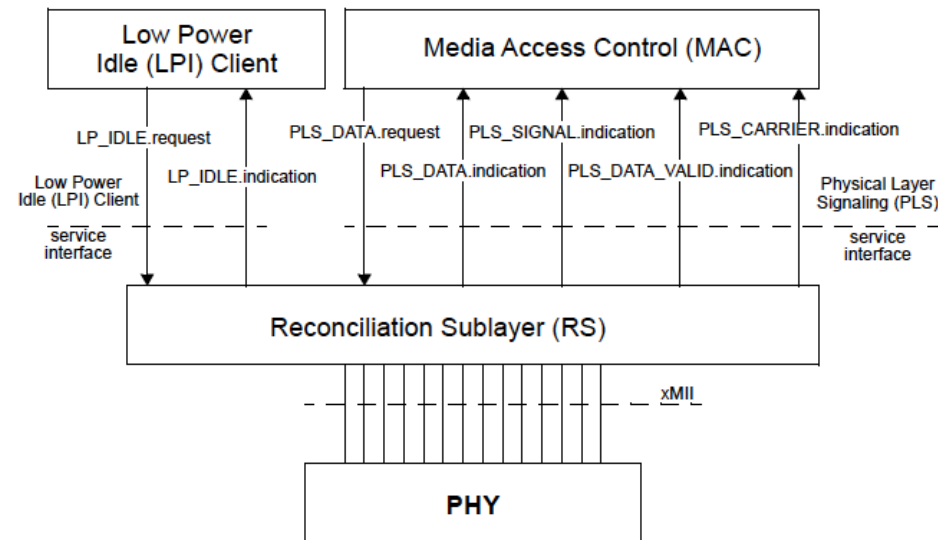 Low Power
Idle (LPI) Client
Media Access Control (MAC)
LP_IDLE.request
PLS_DATA.request
PLS_SIGNAL.indication
PLS_CARRIER.indication
LP_IDLE.indication
PLS_DATA.indication
PLS_DATA_VALID.indication
Low Power
Idle (LPI) Client
service
interface
Physical Layer
Signaling (PLS)
service
interface
Reconciliation Sublayer (RS)
xMII
PHY